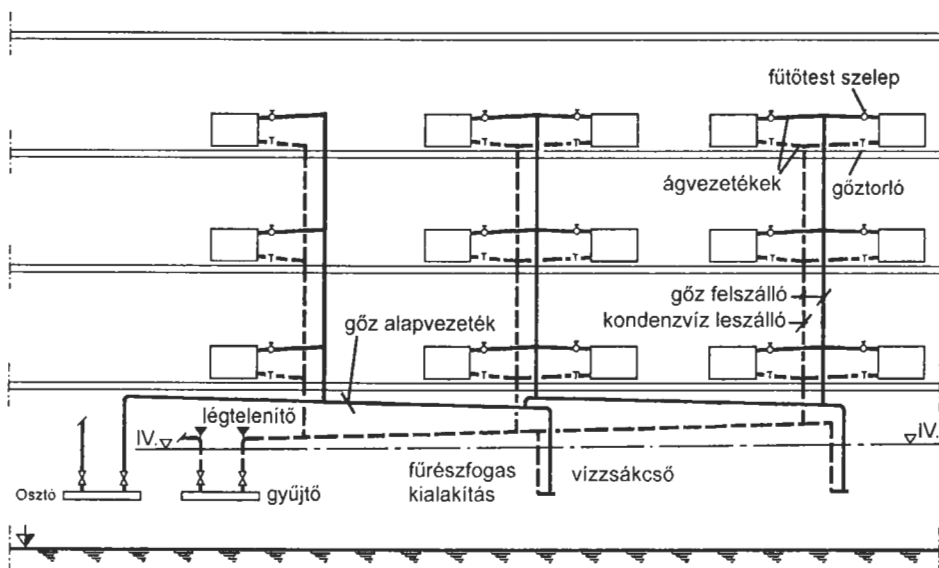 fűtőtest szelep
ágvezetékek
gőztorló
gőz felszálló
kondenzvíz leszálló
gőz alapvezeték
légtelenítő
IV.
IV.
fűrészfogas
kialakítás
vízzsákcső
Osztó
gyűjtő